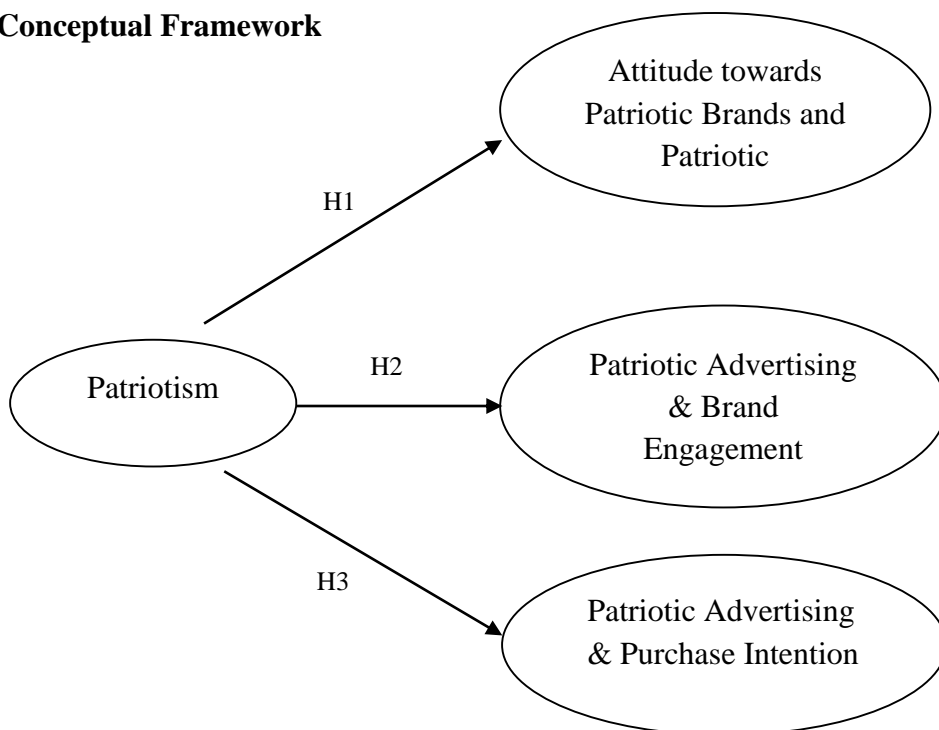 Conceptual Framework
Attitude towards
Patriotic Brands and
Patriotic
H1
Patriotism
H2
Patriotic Advertising
& Brand
Engagement
H3
Patriotic Advertising
& Purchase Intention